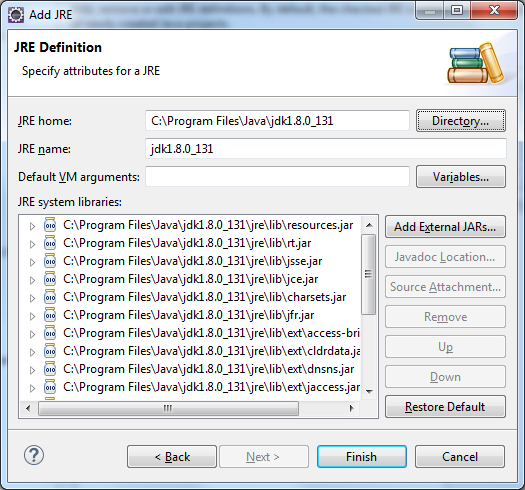 Add JRE
JRE Definition
Specify attributes for a JRE
JRE home:
C:\Program Files\Java\jdk1.8.0_131
Directory...
JRE name:
jdk1.8.0_131
Default VM arguments:
Variables...
JRE system libraries:
C:\Program Files\Java\jdk1.8.0_131\jre\lib\resources.jar
C:\Program Files\Java\jdk1.8.0_131\jre\lib\rt.jar
C:\Program Files\Java\jdk1.8.0_131\jre\lib\jsse.jar
C:\Program Files\Java\jdk1.8.0_131\jre\lib\jce.jar
C:\Program Files\Java\jdk1.8.0_131\jre\lib\charsets.jar
C:\Program Files\Java\jdk1.8.0_131\jre\lib\jfr.jar
C:\Program Files\Java\jdk1.8.0_131\jre\lib\ext\access-bri
C:\Program Files\Java\jdk1.8.0_131\jre\lib\ext\cldrdata.ja
C:\Program Files\Java\jdk1.8.0_131\jre\lib\ext\dnsns.jar
C:\Program Files\Java\jdk1.8.0_131\jre\lib\ext\jaccess.jar
Add External JARs...
Javadoc Location...
Source Attachment...
Remove
Up
Down
Restore Default
< Back
Next >
Finish
Cancel